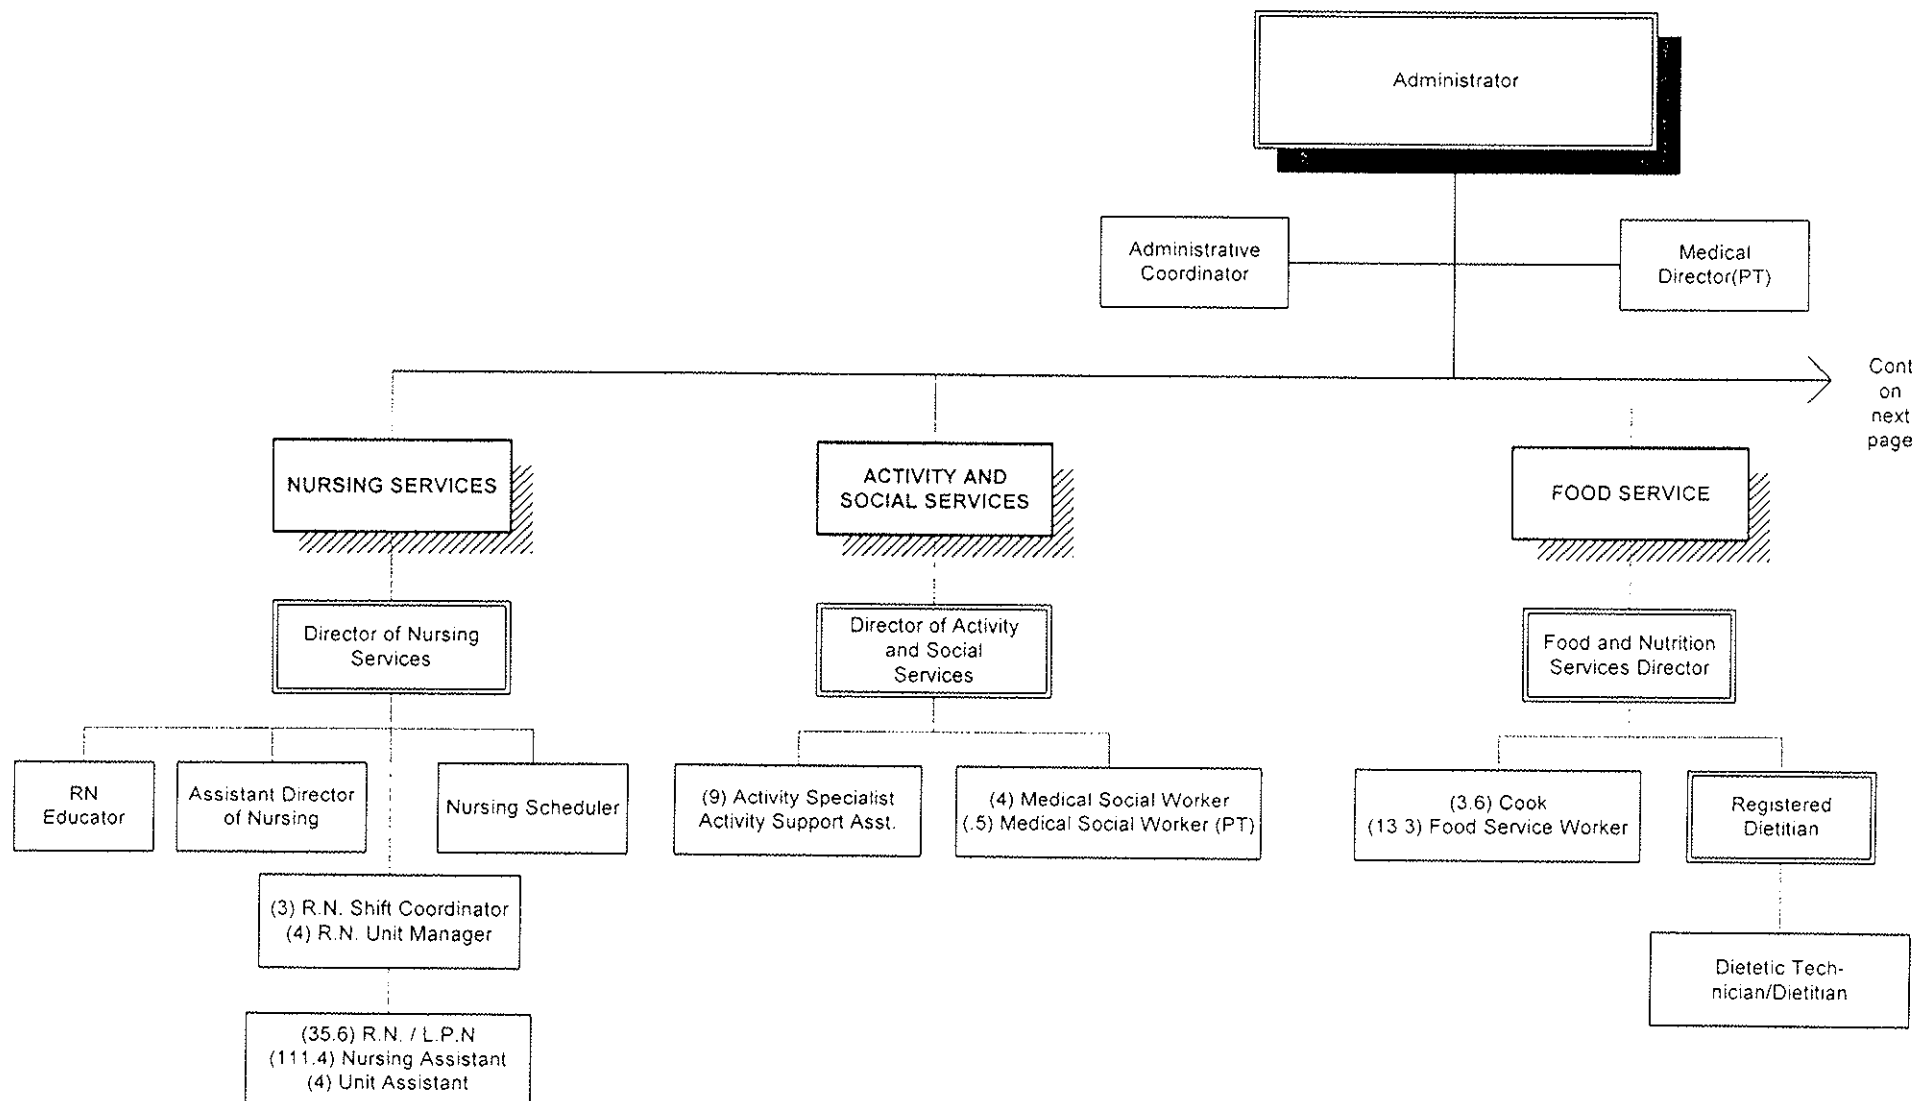 Administrator
Administrative
Coordinator
Medical
Director(PT)
Cont
on
next
page
NURSING SERVICES
ACTIVITY AND
SOCIAL SERVICES
FOOD SERVICE
Director of Nursing
Services
Director of Activity
and Social
Services
Food and Nutrition
Services Director
RN
Educator
Assistant Director
of Nursing
Nursing Scheduler
(9) Activity Specialist
Activity Support Asst.
(4) Medical Social Worker
(.5) Medical Social Worker (PT)
(3.6) Cook
(13 3) Food Service Worker
Registered
Dietitian
(3) R.N. Shift Coordinator
(4) R.N. Unit Manager
Dietetic Tech-
nician/Dietitian
(35.6) R.N. / L.P.N
(111.4) Nursing Assistant
(4) Unit Assistant